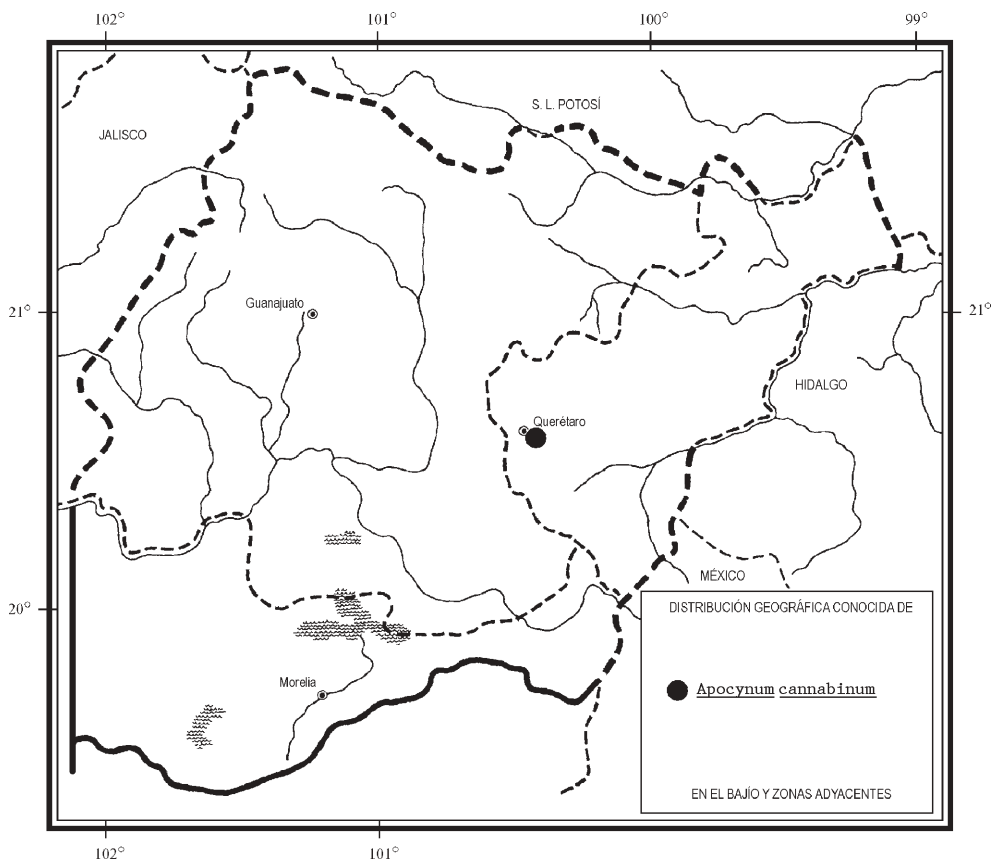 102° 101° 100° 99°
S. L. POTOSÍ
JALISCO
Guanajuato
21° 21°
HIDALGO
Querétaro
MÉXICO
20°
DISTRIBUCIÓN GEOGRÁFICA CONOCIDA DE
Morelia
Apocynum cannabinum
EN EL BAJÍO Y ZONAS ADYACENTES
102° 101°